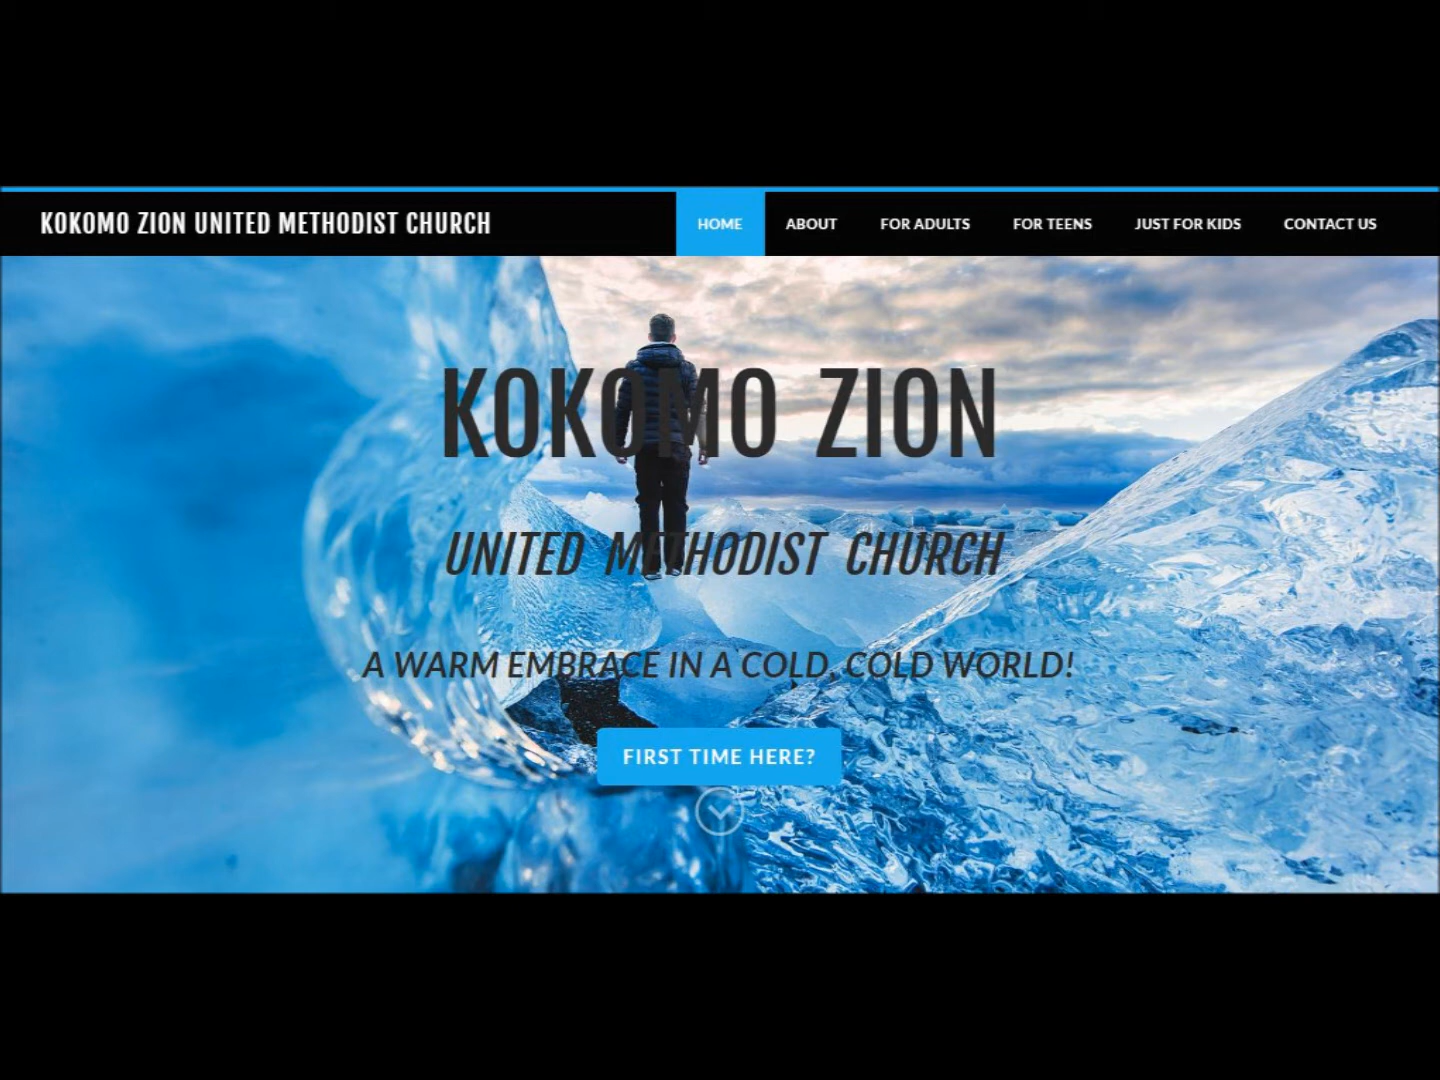 KOKOMO ZION UNITED METHODIST CHURCH
HOME ABOUT FOR ADULTS FOR TEENS JUST FOR KIDS CONTACT US
KOKOMO ZION
UNITED METHODIST CHURCH
A WARM EMBRACE IN A COLD, COLD WORLD!
FIRST TIME HERE?